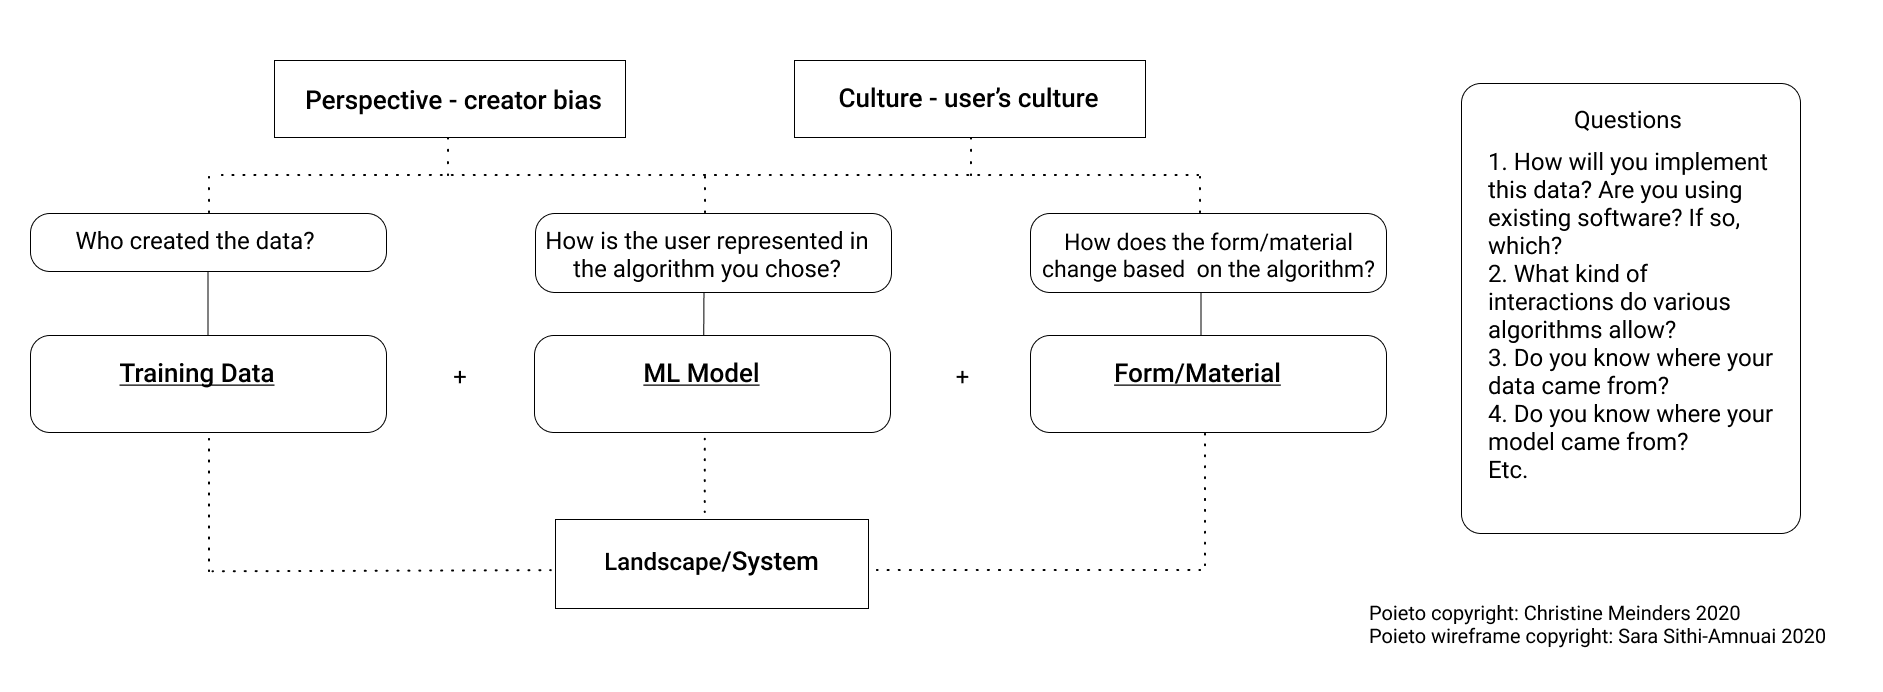 Perspective - creator bias
Culture - user’s culture
Who created the data?
How is the user represented in
the algorithm you chose?
How does the form/material
change based  on the algorithm?
Training Data
+
ML Model
+
Form/Material
Landscape/System
Questions
1. How will you implement
this data? Are you using
existing software? If so,
which?
2. What kind of
interactions do various
algorithms allow?
3. Do you know where your
data came from?
4. Do you know where your
model came from?
Etc.
Poieto copyright: Christine Meinders 2020
Poieto wireframe copyright: Sara Sithi-Amnuai 2020